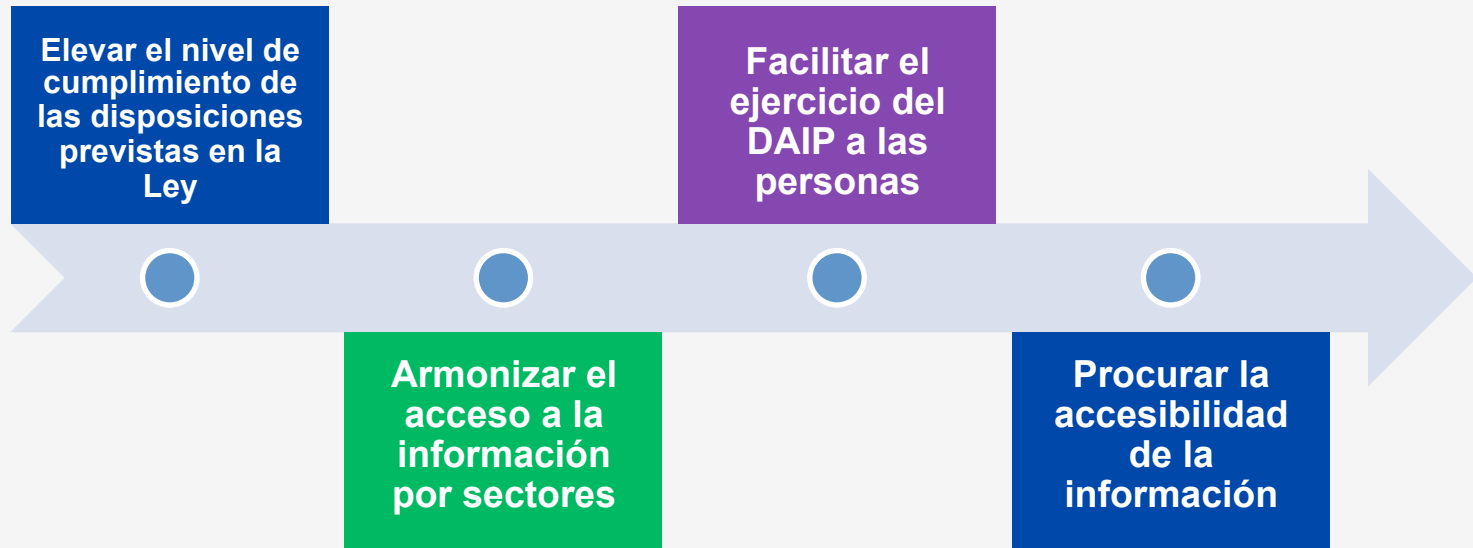 Elevar el nivel de
cumplimiento de
las disposiciones
previstas en la
Ley
Armonizar el
acceso a la
información
por sectores
Facilitar el
ejercicio del
DAIP a las
personas
Procurar la
accesibilidad
de la
información